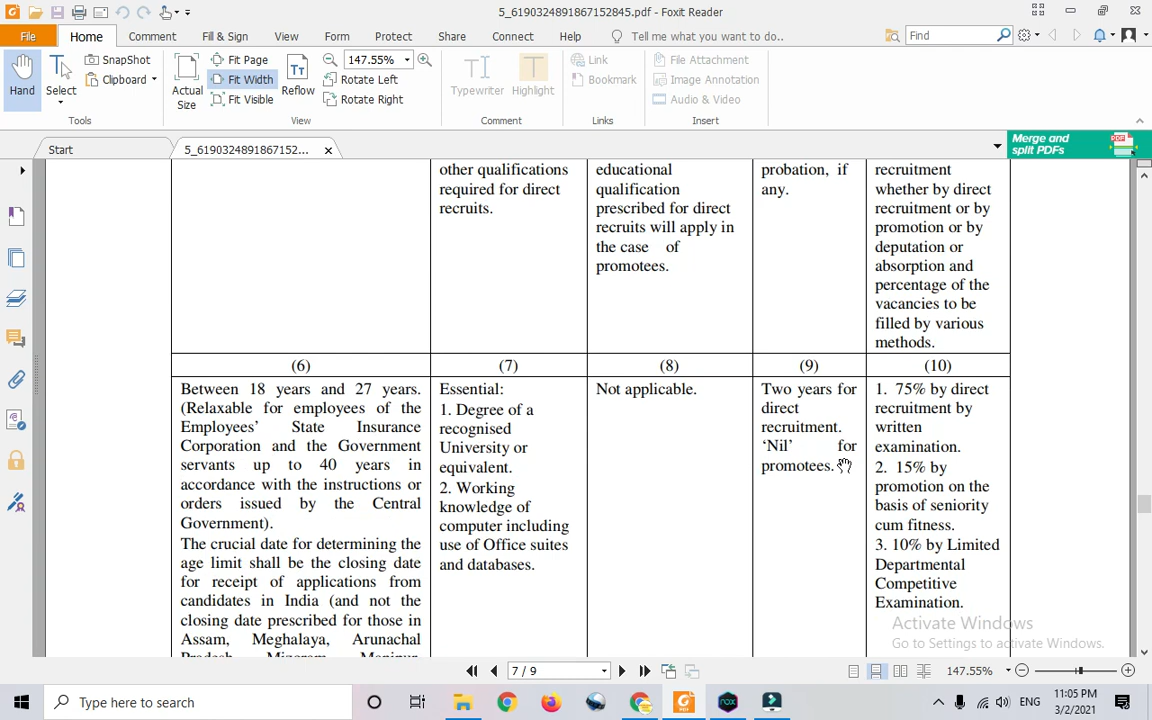 5_6190324891867152845.pdf - Foxit Reader
File Home Comment Fill & Sign View Form Protect Share Connect Help Tell me what you want to do.. Find
Hand
Select
SnapShot
Clipboard
Tools
Actual
Size
Fit Page
Fit Width
Fit Visible
Reflow
147.55%
Rotate Left
Rotate Right
View
Typewriter
Highlight
Comment
Link
Bookmark
Links
File Attachment
Image Annotation
Audio & Video
Insert
Start
5_6190324891867152...
Merge and
split PDFs
other qualifications
required for direct
recruits.
educational
qualification
prescribed for direct
recruits will apply in
the case of
promotees.
probation, if
any.
recruitment
whether by direct
recruitment or by
promotion or by
deputation or
absorption and
percentage of the
vacancies to be
filled by various
methods.
(6) (7) (8) (9) (10)
Between 18 years and 27 years.
(Relaxable for employees of the
Employees' State Insurance
Corporation and the Government
servants up to 40 years in
accordance with the instructions or
orders issued by the Central
Government).
The crucial date for determining the
age limit shall be the closing date
for receipt of applications from
candidates in India (and not the
closing date prescribed for those in
Assam, Meghalaya, Arunachal
Pradesh, Mizoram, Manipur,
Essential:
1. Degree of a
recognised
University or
equivalent.
2. Working
knowledge of
computer including
use of Office suites
and databases.
Not applicable.
Two years for
direct
recruitment.
'Nil' for
promotees.
1. 75% by direct
recruitment by
written
examination.
2. 15% by
promotion on the
basis of seniority
cum fitness.
3. 10% by Limited
Departmental
Competitive
Examination.
Activate Windows
Go to Settings to activate Windows.
7 / 9
147.55%
Type here to search
ENG
11:05 PM
3/2/2021